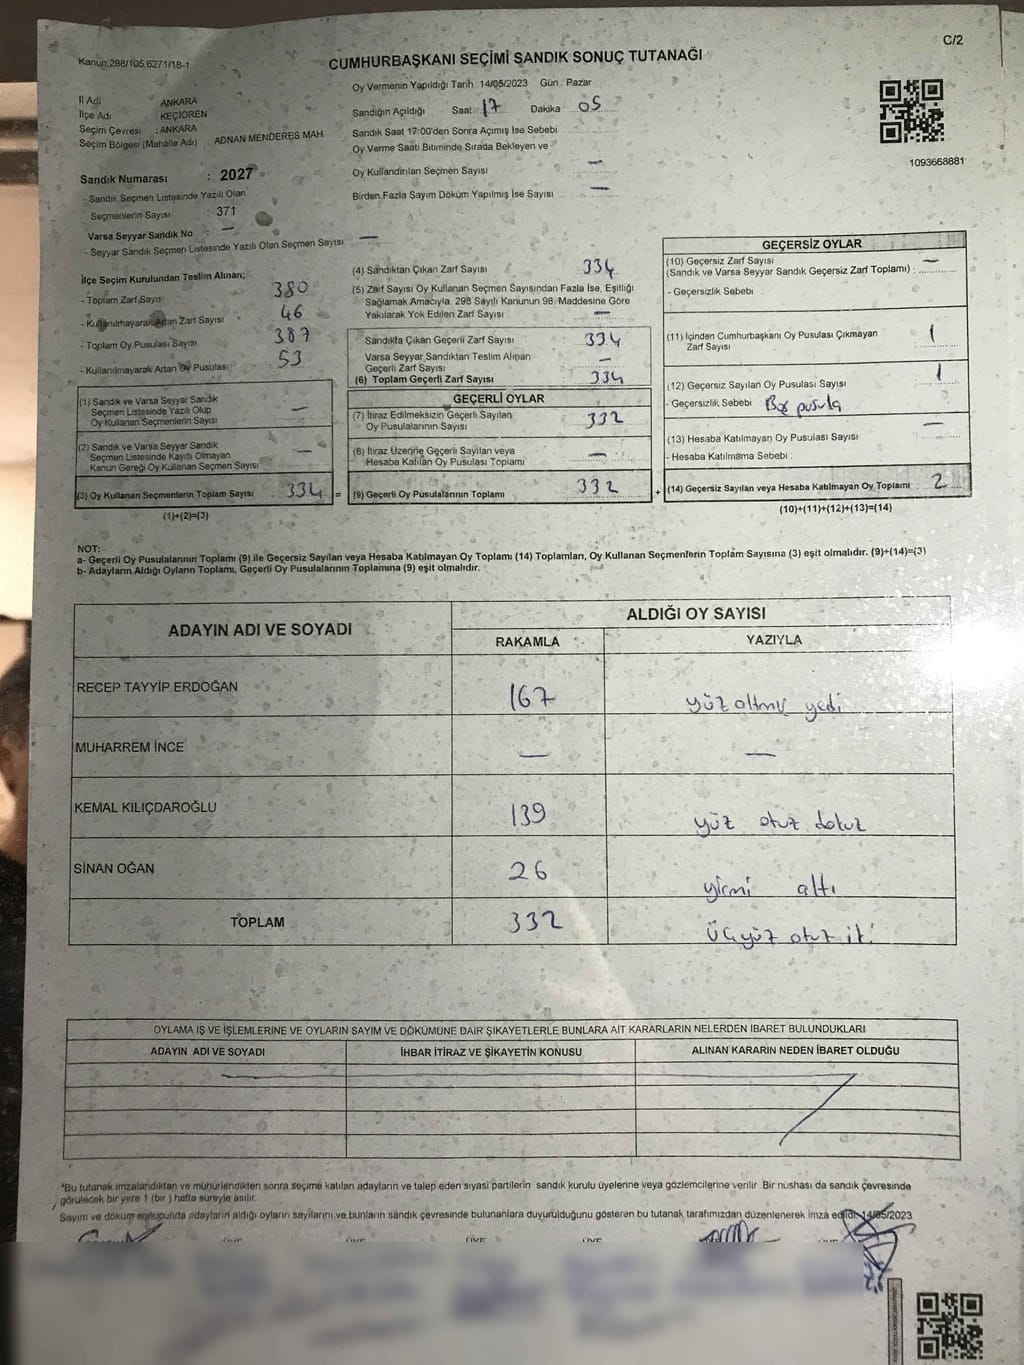 C/2
Kanun 298/105.6271/18-1
CUMHURBAŞKANI SEÇİMİ SANDIK SONUÇ TUTANAĞI
İl Adı ANKARA
İlçe Adı KEÇİÖREN
Seçim Çevresi : ANKARA
Seçim Bölgesi (Mahalle Adı) ADNAN MENDERES MAH.
Sandık Numarası : 2027
- Sandık Seçmen Listesinde Yazılı Olan
Seçmenlerin Sayısı : 371
Varsa Seyyar Sandık No : —
- Seyyar Sandık Seçmen Listesinde Yazılı Olan Seçmen Sayısı —
Oy Vermenin Yapıldığı Tarih 14/05/2023 Gün : Pazar
Sandığın Açıldığı Saat 17 Dakika 05
Sandık Saat 17:00'den Sonra Açımış İse Sebebi
Oy Verme Saati Bitiminde Sırada Bekleyen ve
Oy Kullandırılan Seçmen Sayısı —
Birden Fazla Sayım Döküm Yapılmış İse Sayısı —
1093668881
İlçe Seçim Kurulundan Teslim Alınan;
- Toplam Zarf Sayısı 380
- Kullanılmayarak Artan Zarf Sayısı 46
- Toplam Oy Pusulası Sayısı 387
- Kullanılmayarak Artan Oy Pusulası 53
(1) Sandık ve Varsa Seyyar Sandık
Seçmen Listesinde Yazılı Olup
Oy Kullanan Seçmenlerin Sayısı —
(2) Sandık ve Varsa Seyyar Sandık
Seçmen Listesinde Kayıtlı Olmayan
Kanun Gereği Oy Kullanan Seçmen Sayısı —
(3) Oy Kullanan Seçmenlerin Toplam Sayısı 334 =
(1)+(2)=(3)
(4) Sandıktan Çıkan Zarf Sayısı 334
(5) Zarf Sayısı Oy Kullanan Seçmen Sayısından Fazla İse, Eşitliği
Sağlamak Amacıyla, 298 Sayılı Kanunun 98. Maddesine Göre
Yakılarak Yok Edilen Zarf Sayısı —
Sandıkta Çıkan Geçerli Zarf Sayısı 334
Varsa Seyyar Sandıktan Teslim Alınan
Geçerli Zarf Sayısı —
(6) Toplam Geçerli Zarf Sayısı 334
GEÇERLİ OYLAR
(7) İtiraz Edilmeksizin Geçerli Sayılan
Oy Pusulalarının Sayısı 332
(8) İtiraz Üzerine Geçerli Sayılan veya
Hesaba Katılan Oy Pusulası Toplamı —
(9) Geçerli Oy Pusulalarının Toplamı 332 +
GEÇERSİZ OYLAR
(10) Geçersiz Zarf Sayısı —
(Sandık ve Varsa Seyyar Sandık Geçersiz Zarf Toplamı) :
- Geçersizlik Sebebi :
(11) İçinden Cumhurbaşkanı Oy Pusulası Çıkmayan
Zarf Sayısı 1
(12) Geçersiz Sayılan Oy Pusulası Sayısı 1
- Geçersizlik Sebebi Boş pusula
(13) Hesaba Katılmayan Oy Pusulası Sayısı —
- Hesaba Katılmama Sebebi :
(14) Geçersiz Sayılan veya Hesaba Katılmayan Oy Toplamı : 2
(10)+(11)+(12)+(13)=(14)
NOT:
a- Geçerli Oy Pusulalarının Toplamı (9) ile Geçersiz Sayılan veya Hesaba Katılmayan Oy Toplamı (14) Toplamları, Oy Kullanan Seçmenlerin Toplam Sayısına (3) eşit olmalıdır. (9)+(14)=(3)
b- Adayların Aldığı Oyların Toplamı, Geçerli Oy Pusulalarının Toplamına (9) eşit olmalıdır.
ADAYIN ADI VE SOYADI ALDIĞI OY SAYISI
RAKAMLA YAZIYLA
RECEP TAYYİP ERDOĞAN 167 yüz altmış yedi
MUHARREM İNCE — —
KEMAL KILIÇDAROĞLU 139 yüz otuz dokuz
SİNAN OĞAN 26 yirmi altı
TOPLAM 332 üçyüz otuz iki
OYLAMA İŞ VE İŞLEMLERİNE VE OYLARIN SAYIM VE DÖKÜMÜNE DAİR ŞİKAYETLERLE BUNLARA AİT KARARLARIN NELERDEN İBARET BULUNDUKLARI
ADAYIN ADI VE SOYADI İHBAR İTİRAZ VE ŞİKAYETİN KONUSU ALINAN KARARIN NEDEN İBARET OLDUĞU
*Bu tutanak imzalandıktan ve mühürlendikten sonra seçime katılan adayların ve talep eden siyasi partilerin sandık kurulu üyelerine veya gözlemcilerine verilir. Bir nüshası da sandık çevresinde
görülecek bir yere 1 (bir) hafta süreyle asılır.
Sayım ve döküm sonucunda adayların aldığı oyların sayılarını ve bunların sandık çevresinde bulunanlara duyurulduğunu gösteren bu tutanak tarafımızdan düzenlenerek imza edildi. 14/05/2023